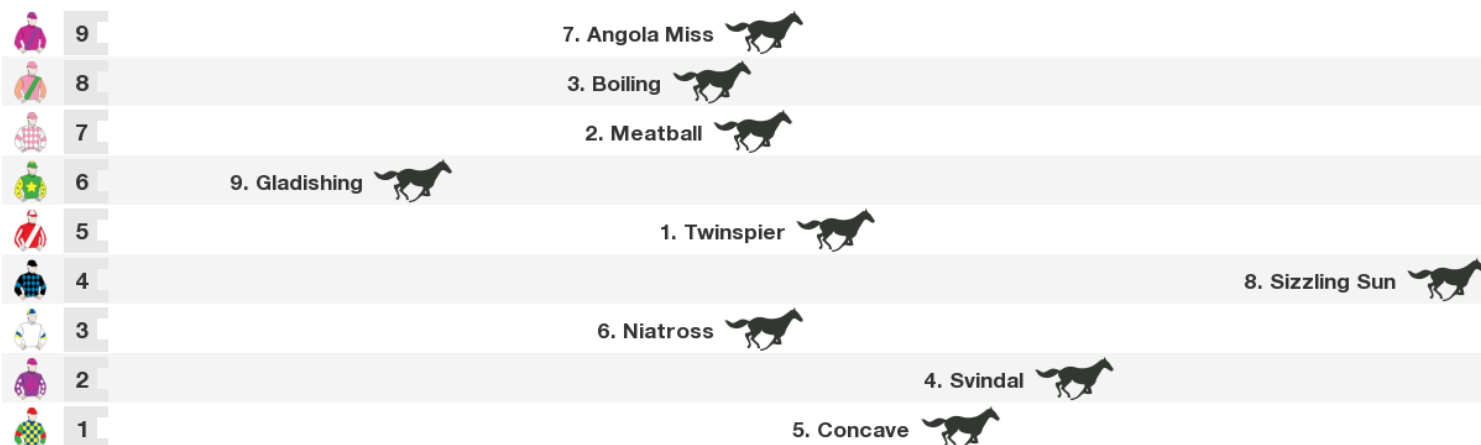 9 7. Angola Miss
8 3. Boiling
7 2. Meatball
6 9. Gladishing
5 1. Twinspier
4 8. Sizzling Sun
3 6. Niatross
2 4. Svindal
1 5. Concave